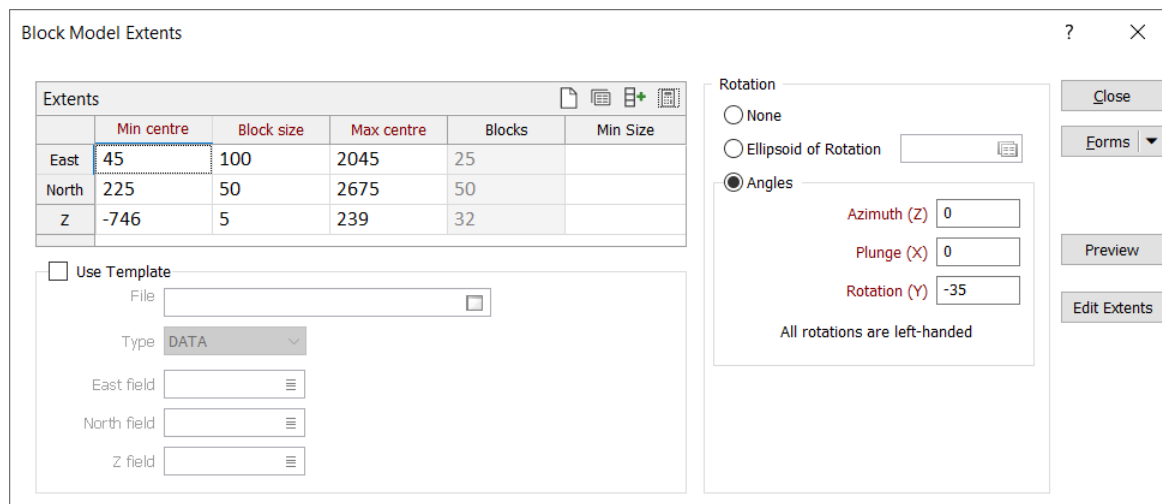 Block Model Extents ?
Extents
Min centre Block size Max centre Blocks Min Size
East 45 100 2045 25
North 225 50 2675 50
Z -746 5 239 32
Use Template
File
Type DATA
East field
North field
Z field
Rotation
None
Ellipsoid of Rotation
Angles
Azimuth (Z) 0
Plunge (X) 0
Rotation (Y) -35
All rotations are left-handed
Close
Forms
Preview
Edit Extents